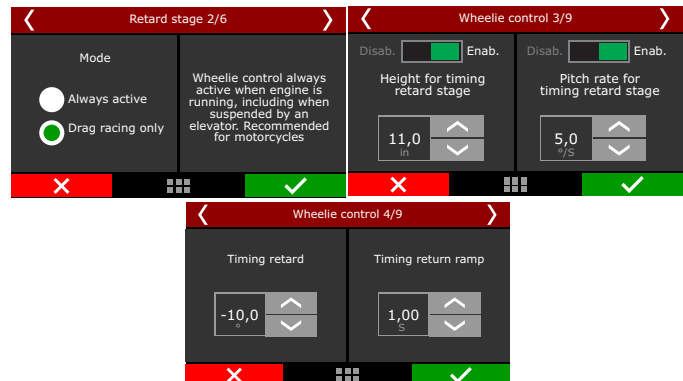 Retard stage 2/6
Mode
Always active
Drag racing only
Wheelie control always
active when engine is
running, including when
suspended by an
elevator. Recommended
for motorcycles
Wheelie control 3/9
Disab.
Enab.
Height for timing
retard stage
11,0
in
Disab.
Enab.
Pitch rate for
timing retard stage
5,0
°/S
Wheelie control 4/9
Timing retard
-10,0
°
Timing return ramp
1,00
S